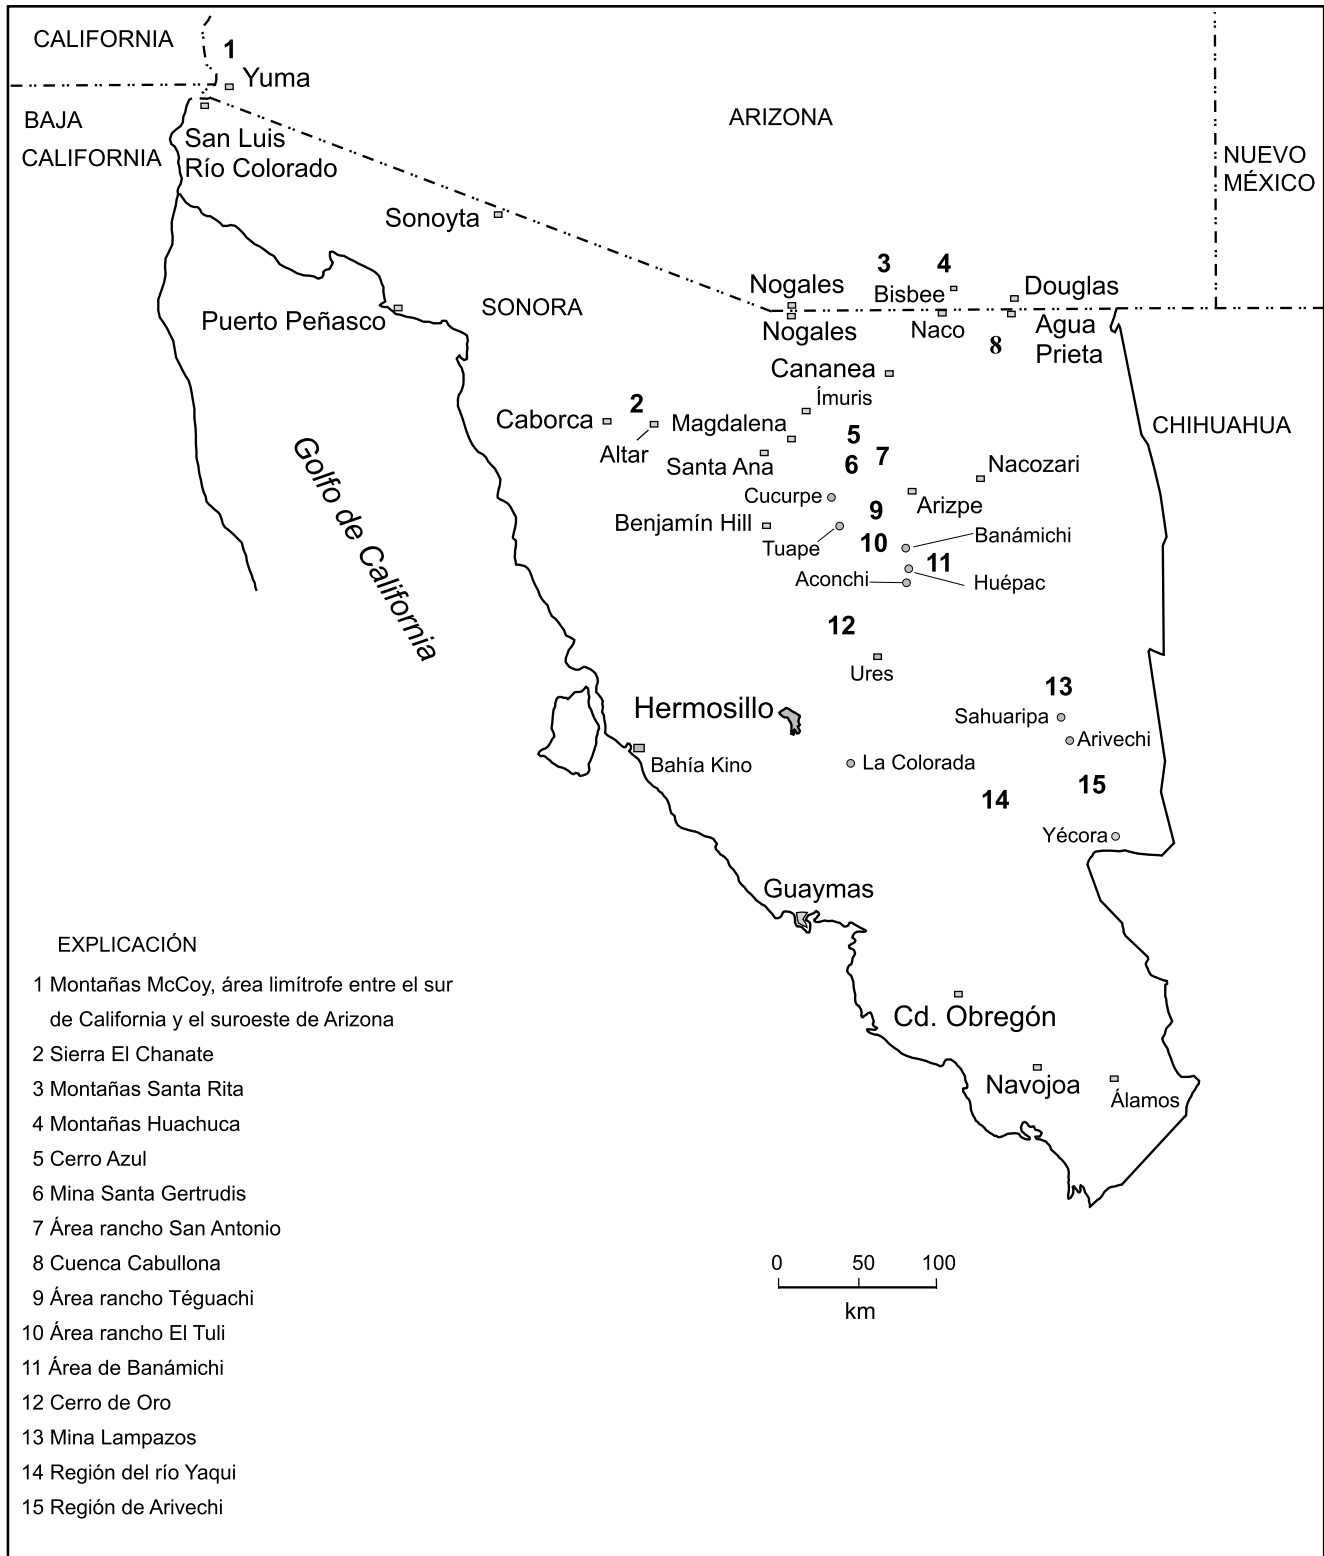 CALIFORNIA
1
Yuma
BAJA
CALIFORNIA
San Luis
Río Colorado
ARIZONA
NUEVO
MÉXICO
Sonoyta
3
4
Nogales
Bisbee
Douglas
SONORA
Puerto Peñasco
Nogales
Naco
8
Agua
Prieta
Cananea
Ímuris
2
Caborca
Magdalena
5
CHIHUAHUA
Altar
Santa Ana
6
7
Nacozari
Golfo de California
Cucurpe
Arizpe
9
Benjamín Hill
Tuape
10
Banámichi
11
Aconchi
Huépac
12
Ures
13
Hermosillo
Sahuaripa
Arivechi
Bahía Kino
La Colorada
15
14
Yécora
Guaymas
Cd. Obregón
Navojoa
Álamos
EXPLICACIÓN
1 Montañas McCoy, área limítrofe entre el sur
de California y el suroeste de Arizona
2 Sierra El Chanate
3 Montañas Santa Rita
4 Montañas Huachuca
5 Cerro Azul
6 Mina Santa Gertrudis
7 Área rancho San Antonio
8 Cuenca Cabullona
9 Área rancho Téguachi
10 Área rancho El Tuli
11 Área de Banámichi
12 Cerro de Oro
13 Mina Lampazos
14 Región del río Yaqui
15 Región de Arivechi
0 50 100
km